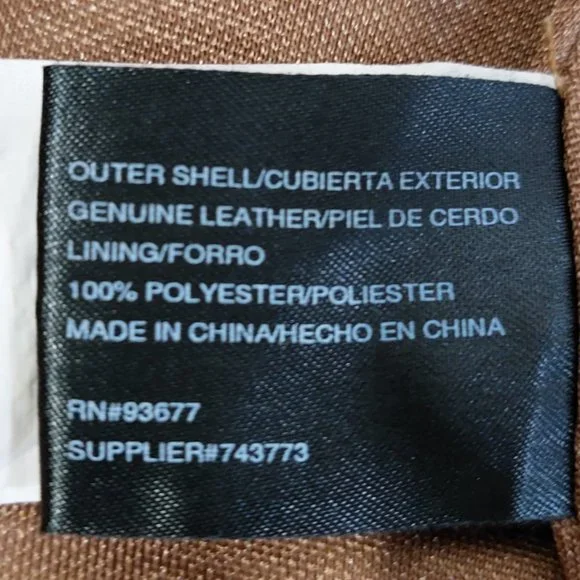 OUTER SHELL/CUBIERTA EXTERIOR
GENUINE LEATHER/PIEL DE CERDO
LINING/FORRO
100% POLYESTER/POLIESTER
MADE IN CHINA/HECHO EN CHINA
RN#93677
SUPPLIER#743773